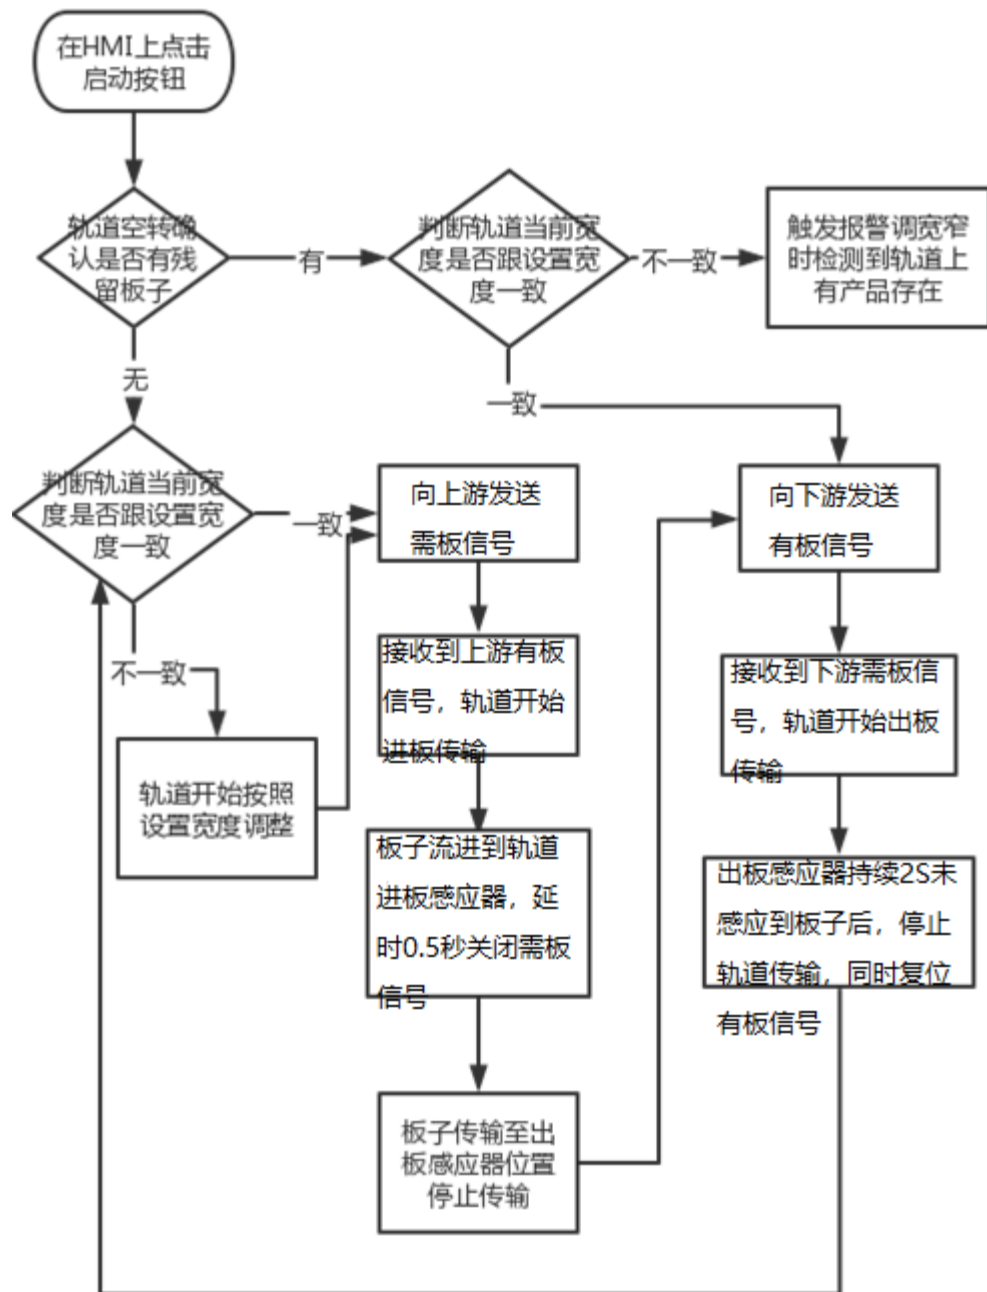 在HMI上点击
启动按钮
轨道空转确
认是否有残
留板子
有
判断轨道当前宽
度是否跟设置宽
度一致
不一致
触发报警调宽窄
时检测到轨道上
有产品存在
无
一致
判断轨道当前宽
度是否跟设置宽
度一致
一致
向上游发送
需板信号
向下游发送
有板信号
不一致
接收到上游有板
信号，轨道开始
进板传输
接收到下游需板信
号，轨道开始出板
传输
轨道开始按照
设置宽度调整
板子流进到轨道
进板感应器，延
时0.5秒关闭需板
信号
出板感应器持续2S未
感应到板子后，停止
轨道传输，同时复位
有板信号
板子传输至出
板感应器位置
停止传输